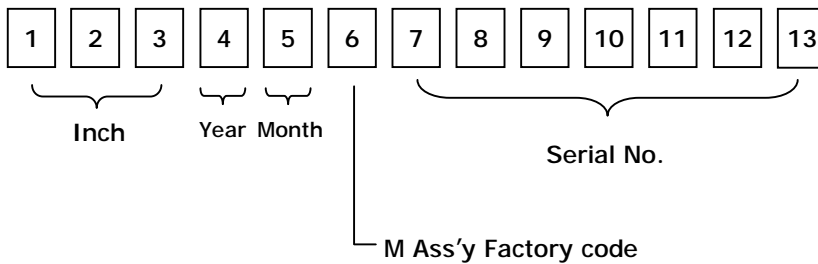 1 2 3 4 5 6 7 8 9 10 11 12 13
Inch Year Month
Serial No.
M Ass'y Factory code